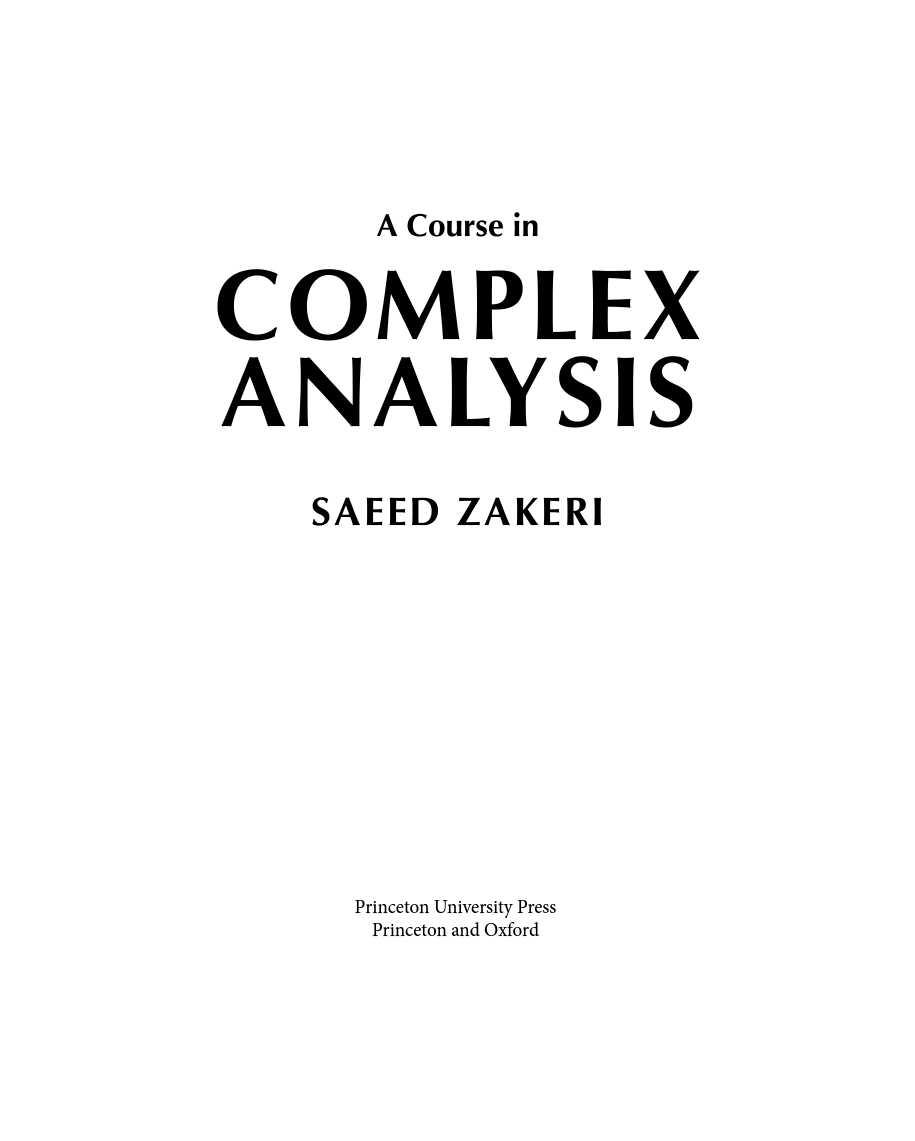 A Course in
COMPLEX
ANALYSIS
SAEED ZAKERI
Princeton University Press
Princeton and Oxford